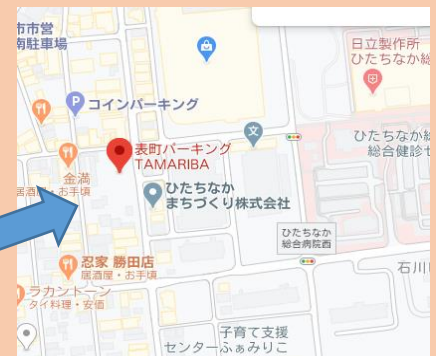 市市営
南駐車場
日立製作所
ひたちなか総
P コインパーキング
文
表町パーキング
TAMARIBA
ひたちなか総
総合健診セ
金満
居酒屋・お手頃
ひたちなか
まちづくり株式会社
ひたちなか
総合病院西
忍家 勝田店
居酒屋・お手頃
石川
ラカントーン
タイ料理・安価
子育て支援
センターふぁみりこ